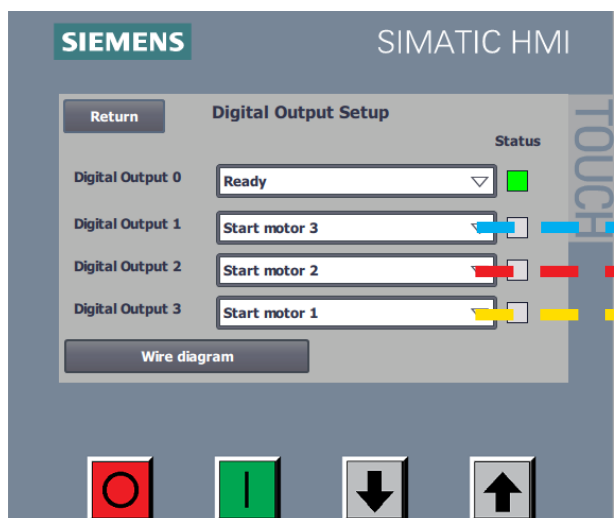 SIEMENS
SIMATIC HMI
TOUCH
Return
Digital Output Setup
Status
Digital Output 0
Ready
Digital Output 1
Start motor 3
Digital Output 2
Start motor 2
Digital Output 3
Start motor 1
Wire diagram